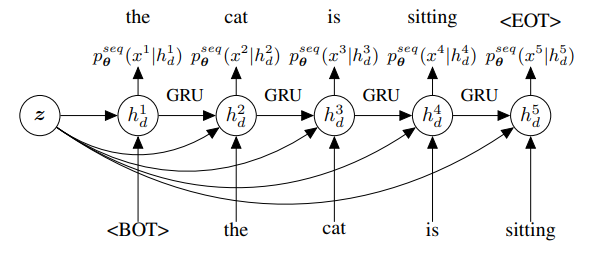 the cat is sitting <EOT>
p_θ^{seq}(x^1|h_d^1) p_θ^{seq}(x^2|h_d^2) p_θ^{seq}(x^3|h_d^3) p_θ^{seq}(x^4|h_d^4) p_θ^{seq}(x^5|h_d^5)
GRU GRU GRU GRU
z h_d^1 h_d^2 h_d^3 h_d^4 h_d^5
<BOT> the cat is sitting